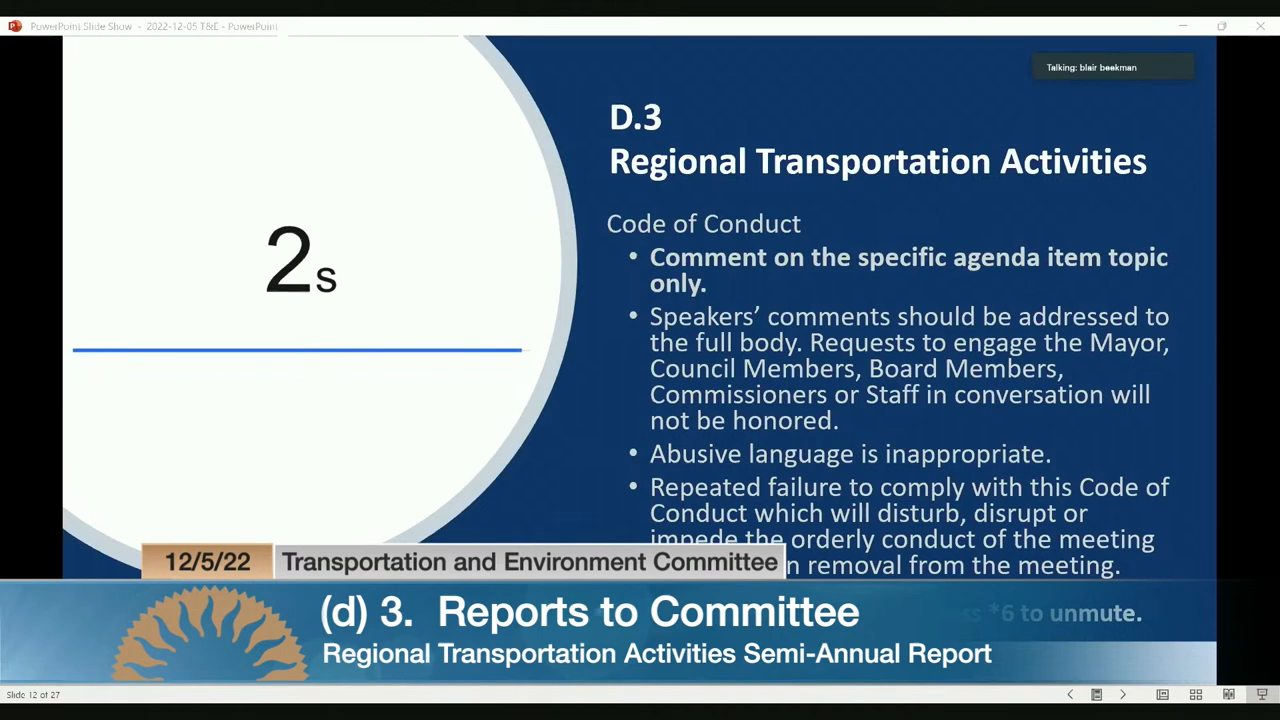 PowerPoint Slide Show - 2022-12-05 T&E - PowerPoint
Talking: blair beekman
D.3
Regional Transportation Activities
2s
Code of Conduct
• Comment on the specific agenda item topic
only.
• Speakers’ comments should be addressed to
the full body. Requests to engage the Mayor,
Council Members, Board Members,
Commissioners or Staff in conversation will
not be honored.
• Abusive language is inappropriate.
• Repeated failure to comply with this Code of
Conduct which will disturb, disrupt or
impede the orderly conduct of the meeting
removal from the meeting.
*6 to unmute.
12/5/22 Transportation and Environment Committee
(d) 3. Reports to Committee
Regional Transportation Activities Semi-Annual Report
Slide 12 of 27